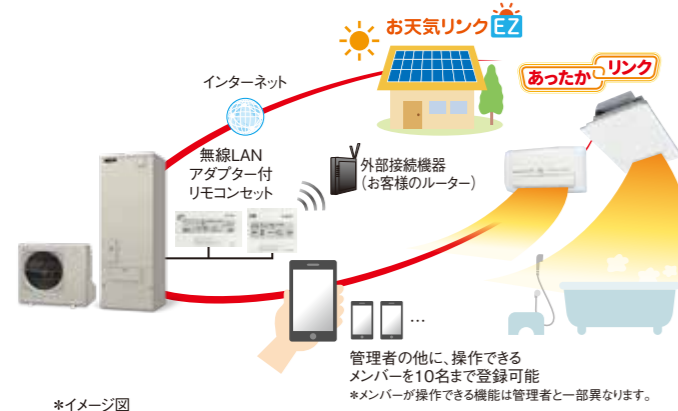 お天気リンクEZ
あったかリンク
インターネット
無線LAN
アダプター付
リモコンセット
外部接続機器
（お客様のルーター）
...
管理者の他に、操作できる
メンバーを10名まで登録可能
*メンバーが操作できる機能は管理者と一部異なります。
*イメージ図